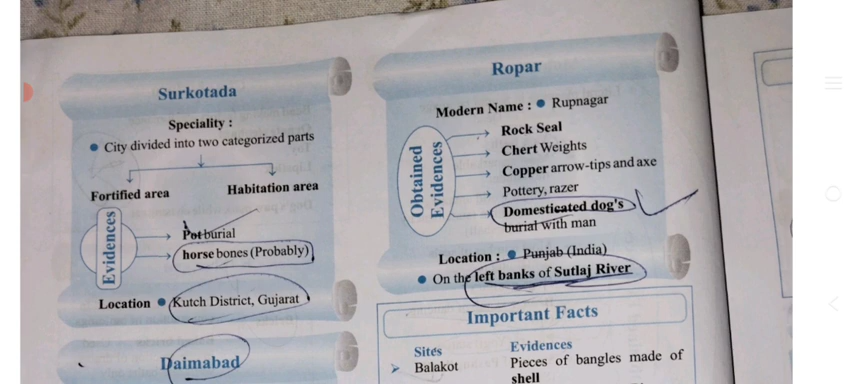 Surkotada
Speciality :
City divided into two categorized parts
Fortified area
Habitation area
Evidences
Pot burial
horse bones (Probably)
Location • Kutch District, Gujarat
Daimabad
Ropar
Modern Name : • Rupnagar
Obtained
Evidences
Rock Seal
Chert Weights
Copper arrow-tips and axe
Pottery, razer
Domesticated dog's
burial with man
Location : • Punjab (India)
• On the left banks of Sutlaj River
Important Facts
Sites
Evidences
Balakot
Pieces of bangles made of
shell